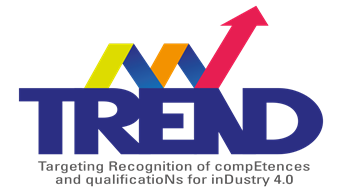 TREND
Targeting Recognition of compEtences
and qualificatioNs for inDustry 4.0